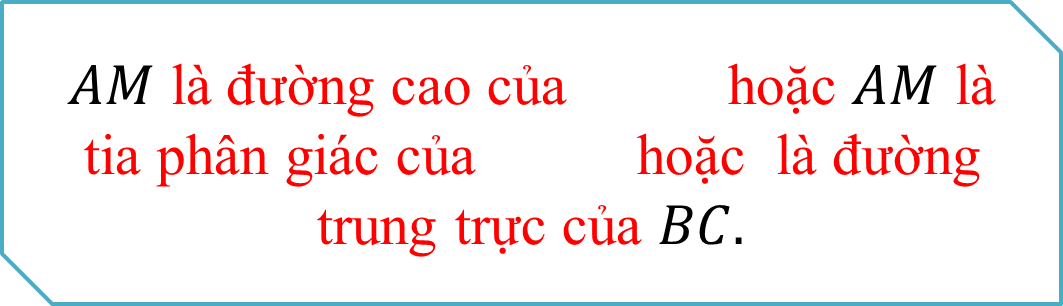 AM là đường cao của hoặc AM là
tia phân giác của hoặc là đường
trung trực của BC.